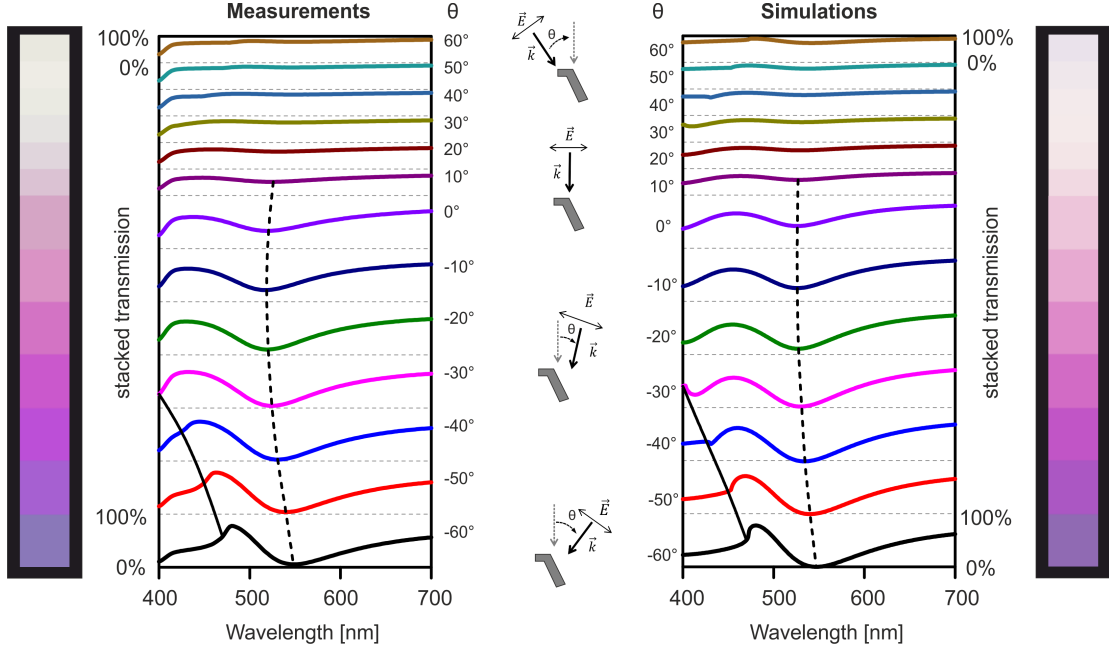 Measurements
θ
θ
Simulations
100%
0%
60°
50°
40°
30°
20°
10°
0°
-10°
-20°
-30°
-40°
-50°
-60°
stacked transmission
100%
0%
400
500
600
700
Wavelength [nm]
E
θ
k
E
k
E
θ
k
θ
E
k
60°
50°
40°
30°
20°
10°
0°
-10°
-20°
-30°
-40°
-50°
-60°
100%
0%
stacked transmission
100%
0%
400
500
600
700
Wavelength [nm]